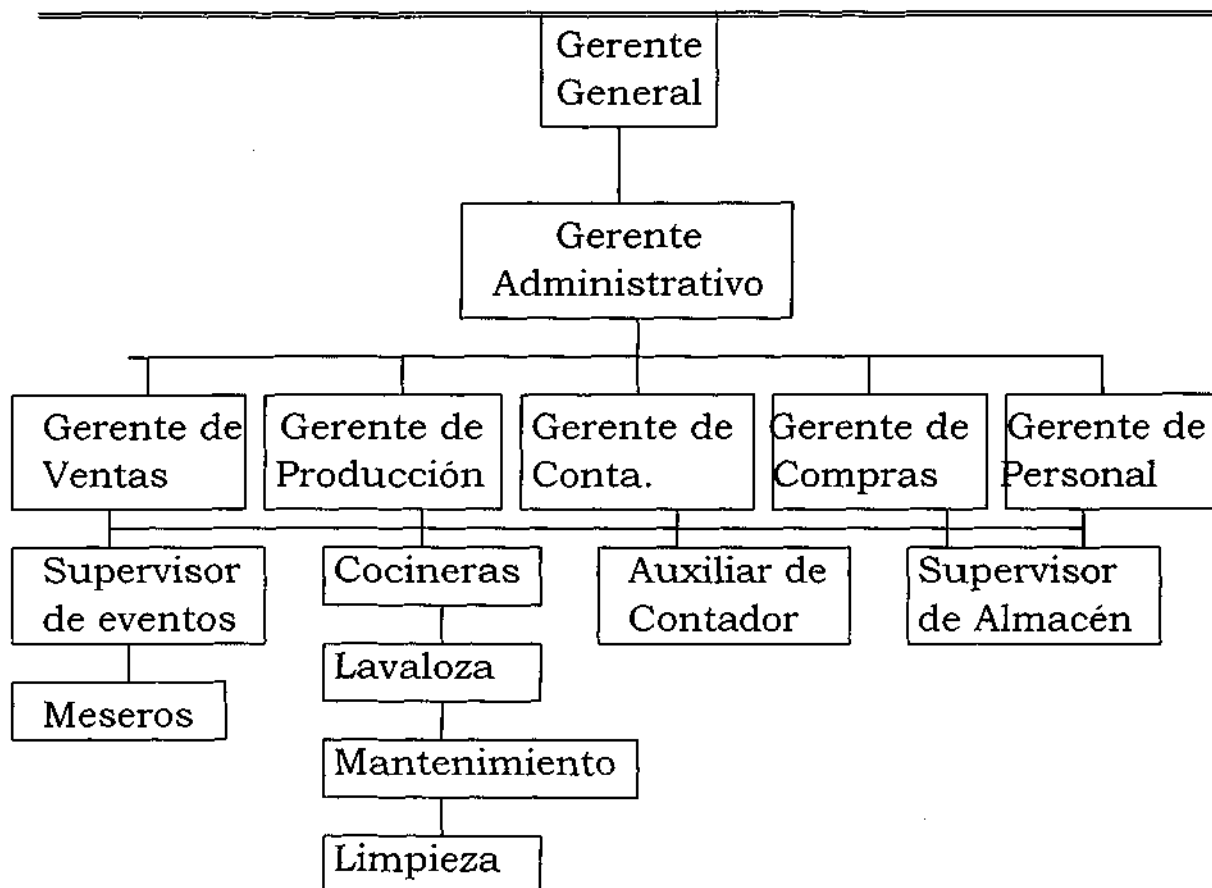 Gerente
General
Gerente
Administrativo
Gerente de
Ventas
Gerente de
Producción
Gerente de
Conta.
Gerente de
Compras
Gerente de
Personal
Supervisor
de eventos
Cocineras
Auxiliar de
Contador
Supervisor
de Almacén
Lavaloza
Meseros
Mantenimiento
Limpieza